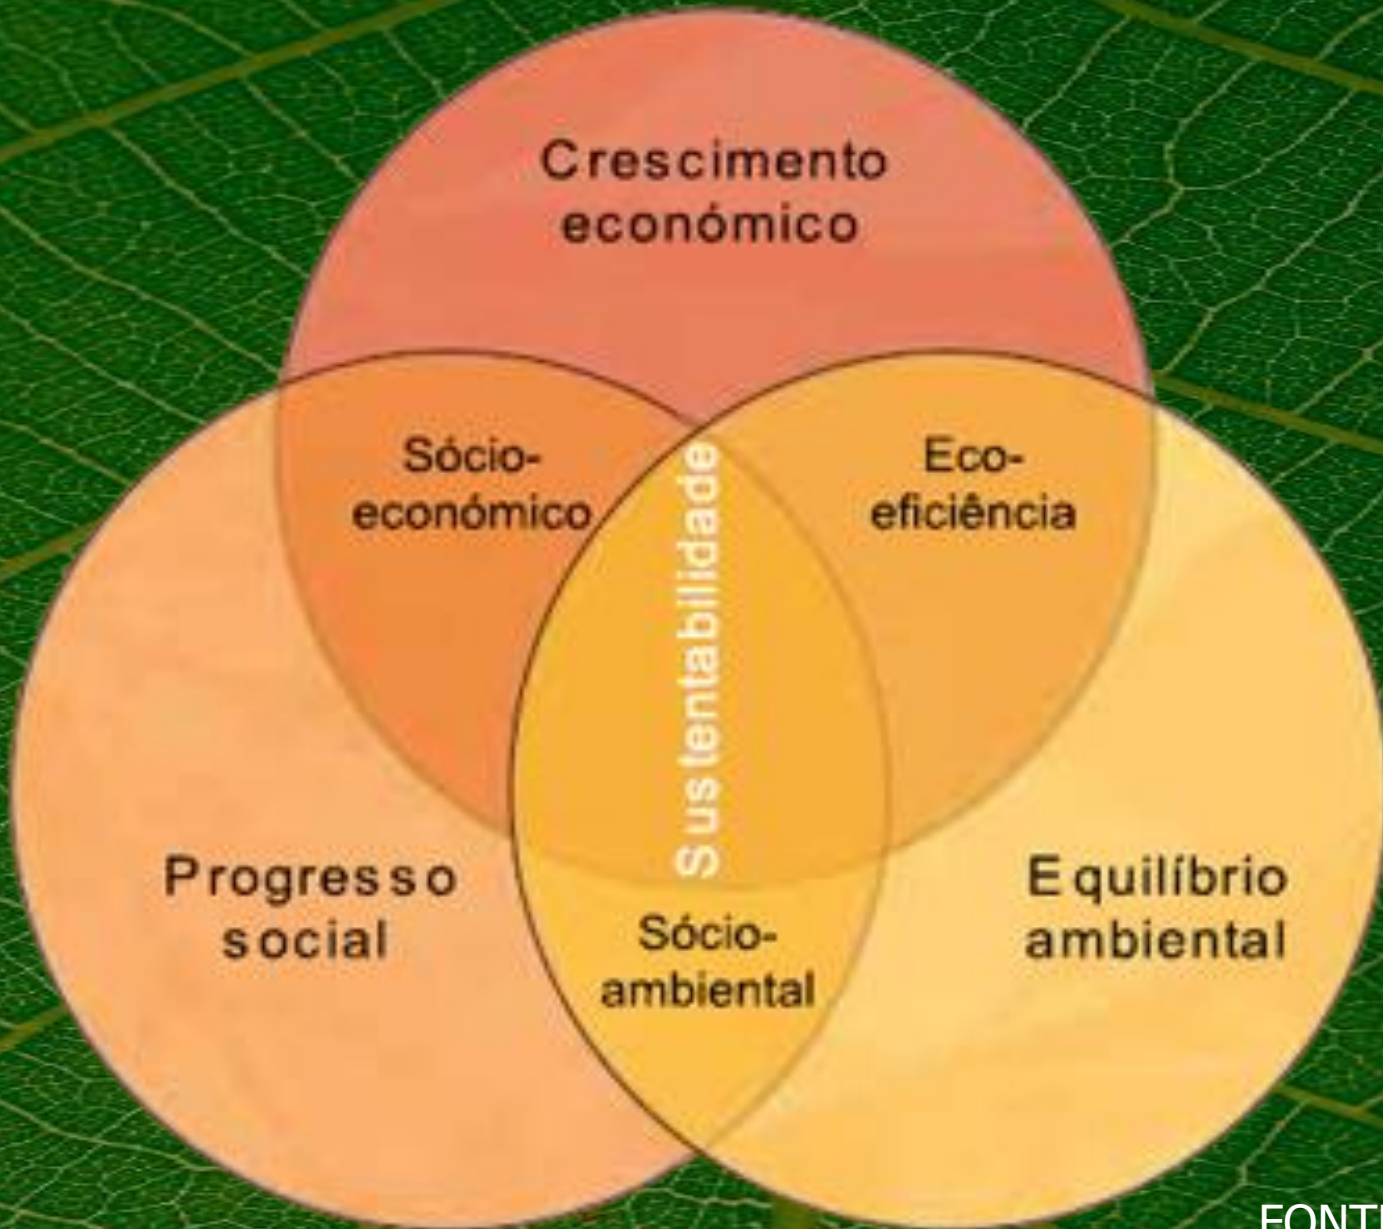 Crescimento
económico
Sócio-
económico
Eco-
eficiência
Sustentabilidade
Progresso
social
Equilíbrio
ambiental
Sócio-
ambiental